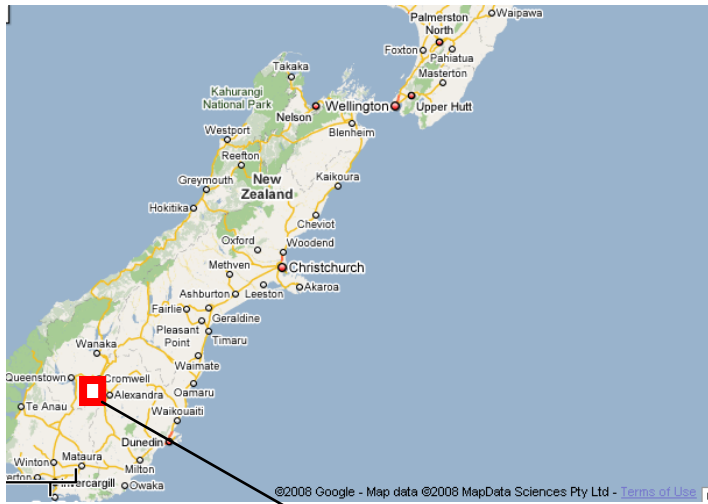 Palmerston
North
Waipawa
Foxton
Pahiatua
Masterton
Takaka
Kahurangi
National Park
Nelson
Wellington
Upper Hutt
Westport
Blenheim
Reefton
Greymouth
New
Zealand
Kaikoura
Hokitika
Cheviot
Oxford
Woodend
Methven
Christchurch
Ashburton
Leeston
Akaroa
Fairlie
Geraldine
Pleasant
Point
Timaru
Wanaka
Waimate
Queenstown
Cromwell
Alexandra
Oamaru
Te Anau
Waikouaiti
Dunedin
Winton
Mataura
Milton
Invercargill
Owaka
©2008 Google - Map data ©2008 MapData Sciences Pty Ltd - Terms of Use